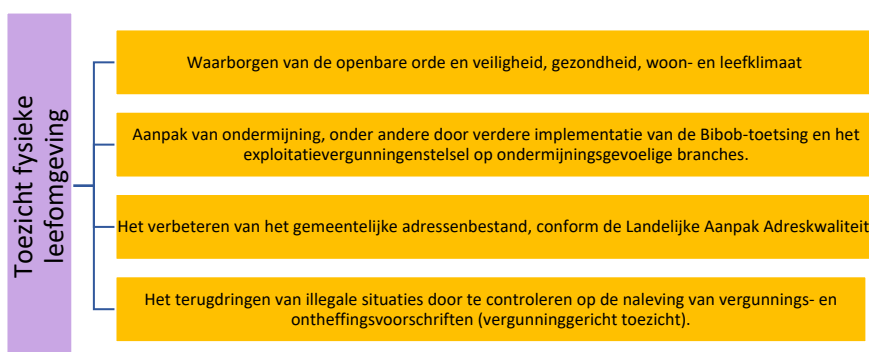 Toezicht fysieke
leefomgeving
Waarborgen van de openbare orde en veiligheid, gezondheid, woon- en leefklimaat
Aanpak van ondermijning, onder andere door verdere implementatie van de Bibob-toetsing en het
exploitatievergunningenstelsel op ondermijningsgevoelige branches.
Het verbeteren van het gemeentelijke adressenbestand, conform de Landelijke Aanpak Adreskwaliteit
Het terugdringen van illegale situaties door te controleren op de naleving van vergunnings- en
ontheffingsvoorschriften (vergunninggericht toezicht).